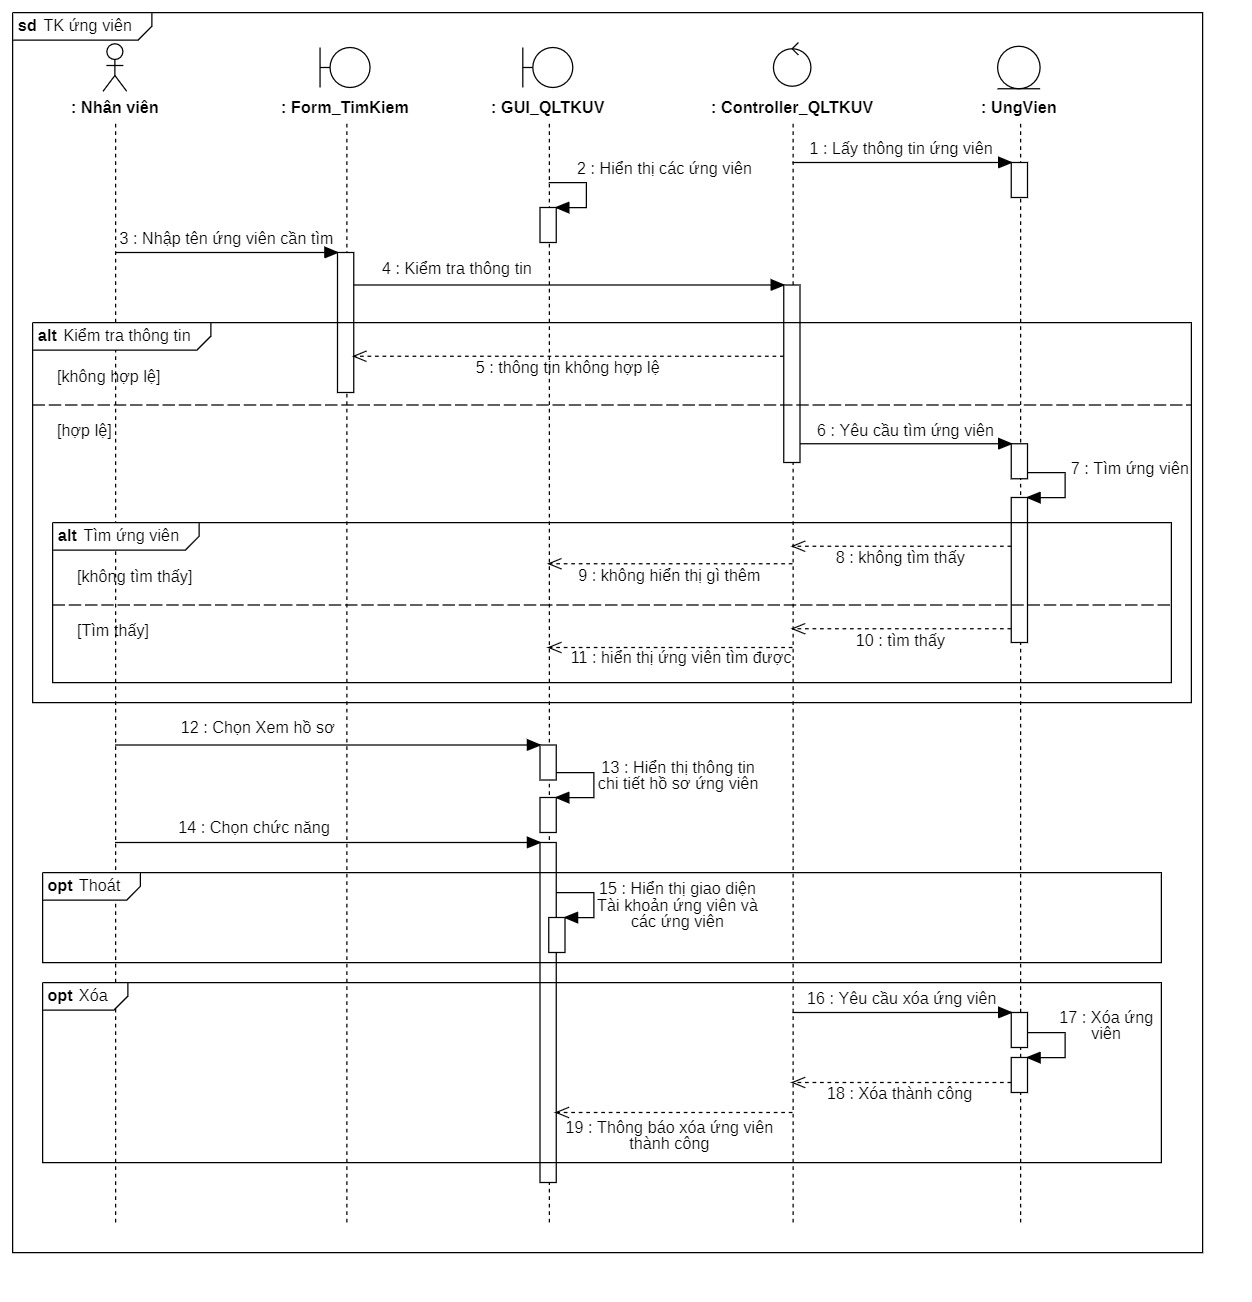 sd TK ứng viên
: Nhân viên
: Form_TimKiem
: GUI_QLTKUV
: Controller_QLTKUV
: UngVien
1 : Lấy thông tin ứng viên
2 : Hiển thị các ứng viên
3 : Nhập tên ứng viên cần tìm
4 : Kiểm tra thông tin
alt Kiểm tra thông tin
5 : thông tin không hợp lệ
[không hợp lệ]
[hợp lệ]
6 : Yêu cầu tìm ứng viên
7 : Tìm ứng viên
alt Tìm ứng viên
8 : không tìm thấy
[không tìm thấy]
9 : không hiển thị gì thêm
[Tìm thấy]
10 : tìm thấy
11 : hiển thị ứng viên tìm được
12 : Chọn Xem hồ sơ
13 : Hiển thị thông tin
chi tiết hồ sơ ứng viên
14 : Chọn chức năng
opt Thoát
15 : Hiển thị giao diện
Tài khoản ứng viên và
các ứng viên
opt Xóa
16 : Yêu cầu xóa ứng viên
17 : Xóa ứng
viên
18 : Xóa thành công
19 : Thông báo xóa ứng viên
thành công